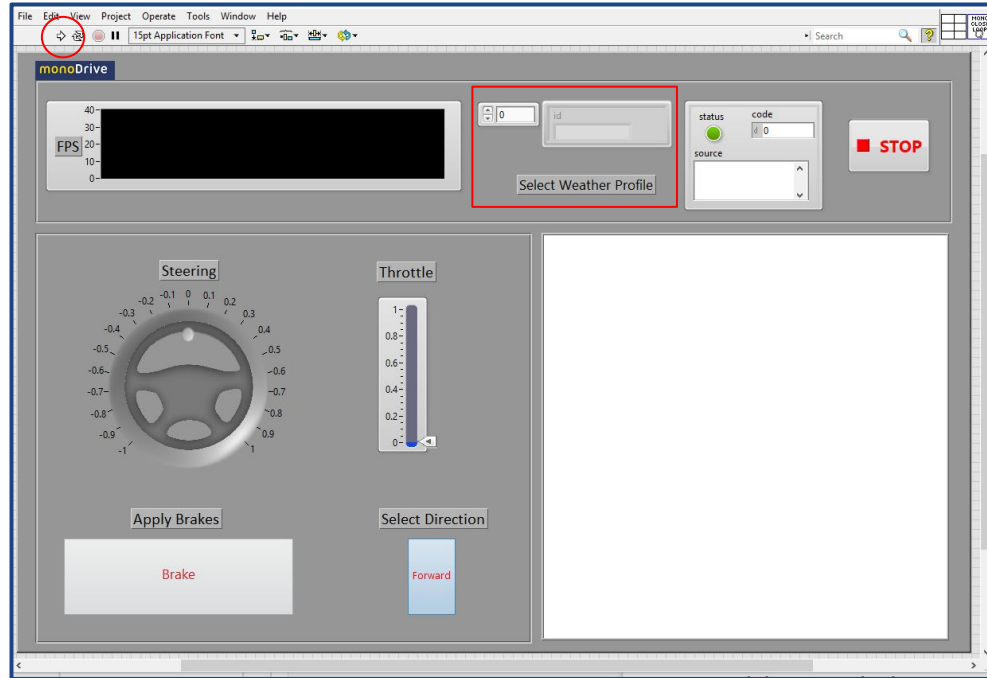 File Edit View Project Operate Tools Window Help
15pt Application Font
Search
monoDrive
FPS
40
30
20
10
0
0
id
Select Weather Profile
status
code
d 0
source
STOP
Steering
-1
-0.9
-0.8
-0.7
-0.6
-0.5
-0.4
-0.3
-0.2
-0.1
0
0.1
0.2
0.3
0.4
0.5
0.6
0.7
0.8
0.9
1
Throttle
1
0.8
0.6
0.4
0.2
0
Apply Brakes
Brake
Select Direction
Forward